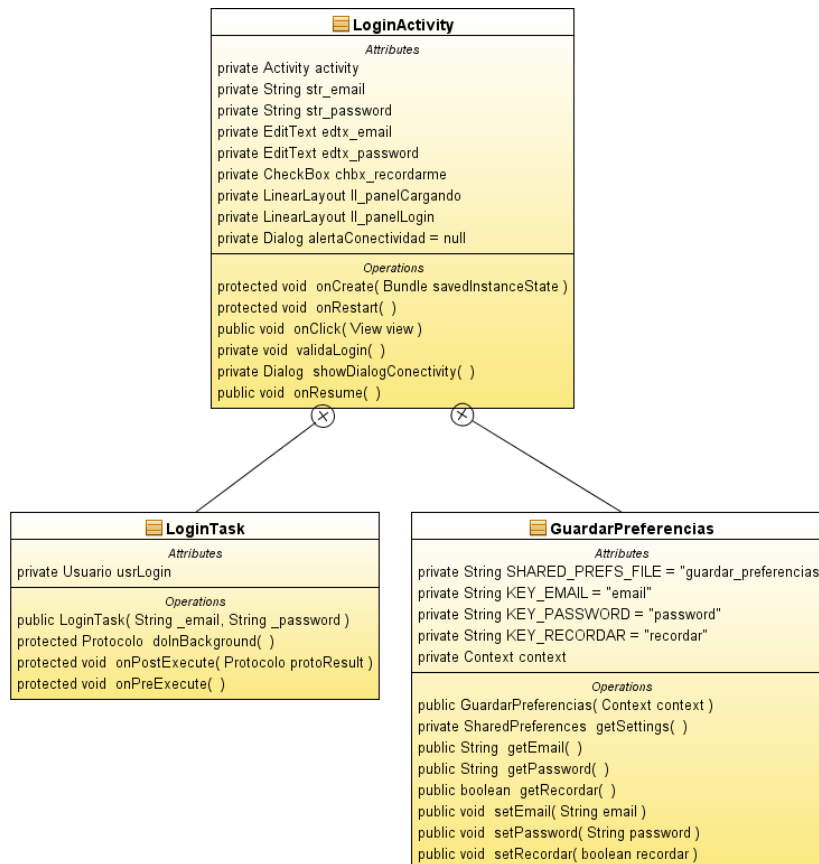 LoginActivity
Attributes
private Activity activity
private String str_email
private String str_password
private EditText edtx_email
private EditText edtx_password
private CheckBox chbx_recordarme
private LinearLayout ll_panelCargando
private LinearLayout ll_panelLogin
private Dialog alertaConectividad = null
Operations
protected void onCreate( Bundle savedInstanceState )
protected void onRestart( )
public void onClick( View view )
private void validaLogin( )
private Dialog showDialogConectivity( )
public void onResume( )
LoginTask
Attributes
private Usuario usrLogin
Operations
public LoginTask( String _email, String _password )
protected Protocolo doInBackground( )
protected void onPostExecute( Protocolo protoResult )
protected void onPreExecute( )
GuardarPreferencias
Attributes
private String SHARED_PREFS_FILE = "guardar_preferencias
private String KEY_EMAIL = "email"
private String KEY_PASSWORD = "password"
private String KEY_RECORDAR = "recordar"
private Context context
Operations
public GuardarPreferencias( Context context )
private SharedPreferences getSettings( )
public String getEmail( )
public String getPassword( )
public boolean getRecordar( )
public void setEmail( String email )
public void setPassword( String password )
public void setRecordar( boolean recordar )